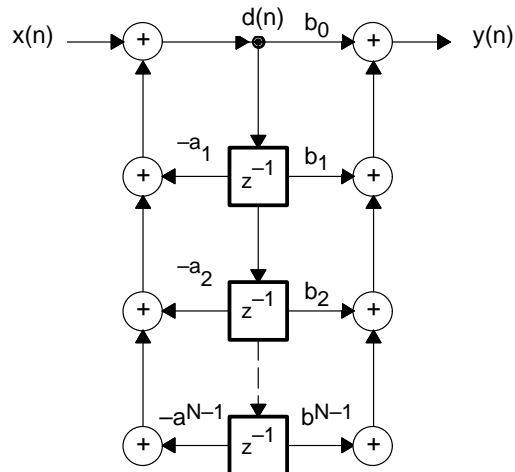 x(n) + d(n) b₀ + y(n)
–a₁ b₁
+ z⁻¹ +
–a₂ b₂
+ z⁻¹ +
–aᴺ⁻¹ bᴺ⁻¹
+ z⁻¹ +